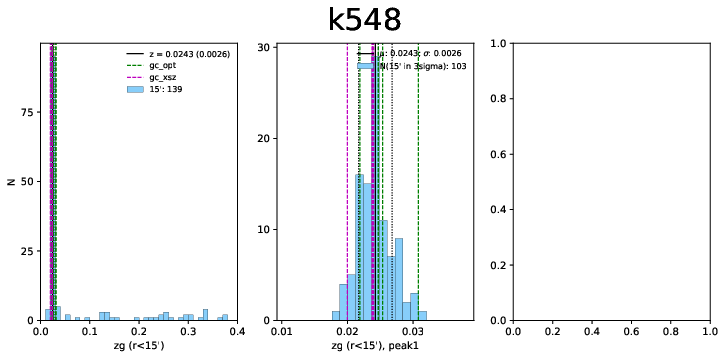 k548
z = 0.0243 (0.0026)
gc_opt
gc_xsz
15': 139
75
50
25
0
N
0.0 0.1 0.2 0.3 0.4
zg (r<15')
μ: 0.0243; σ: 0.0026
N(15' in 3sigma): 103
30
20
10
0
0.01 0.02 0.03
zg (r<15'), peak1
1.0
0.8
0.6
0.4
0.2
0.0
0.0 0.2 0.4 0.6 0.8 1.0